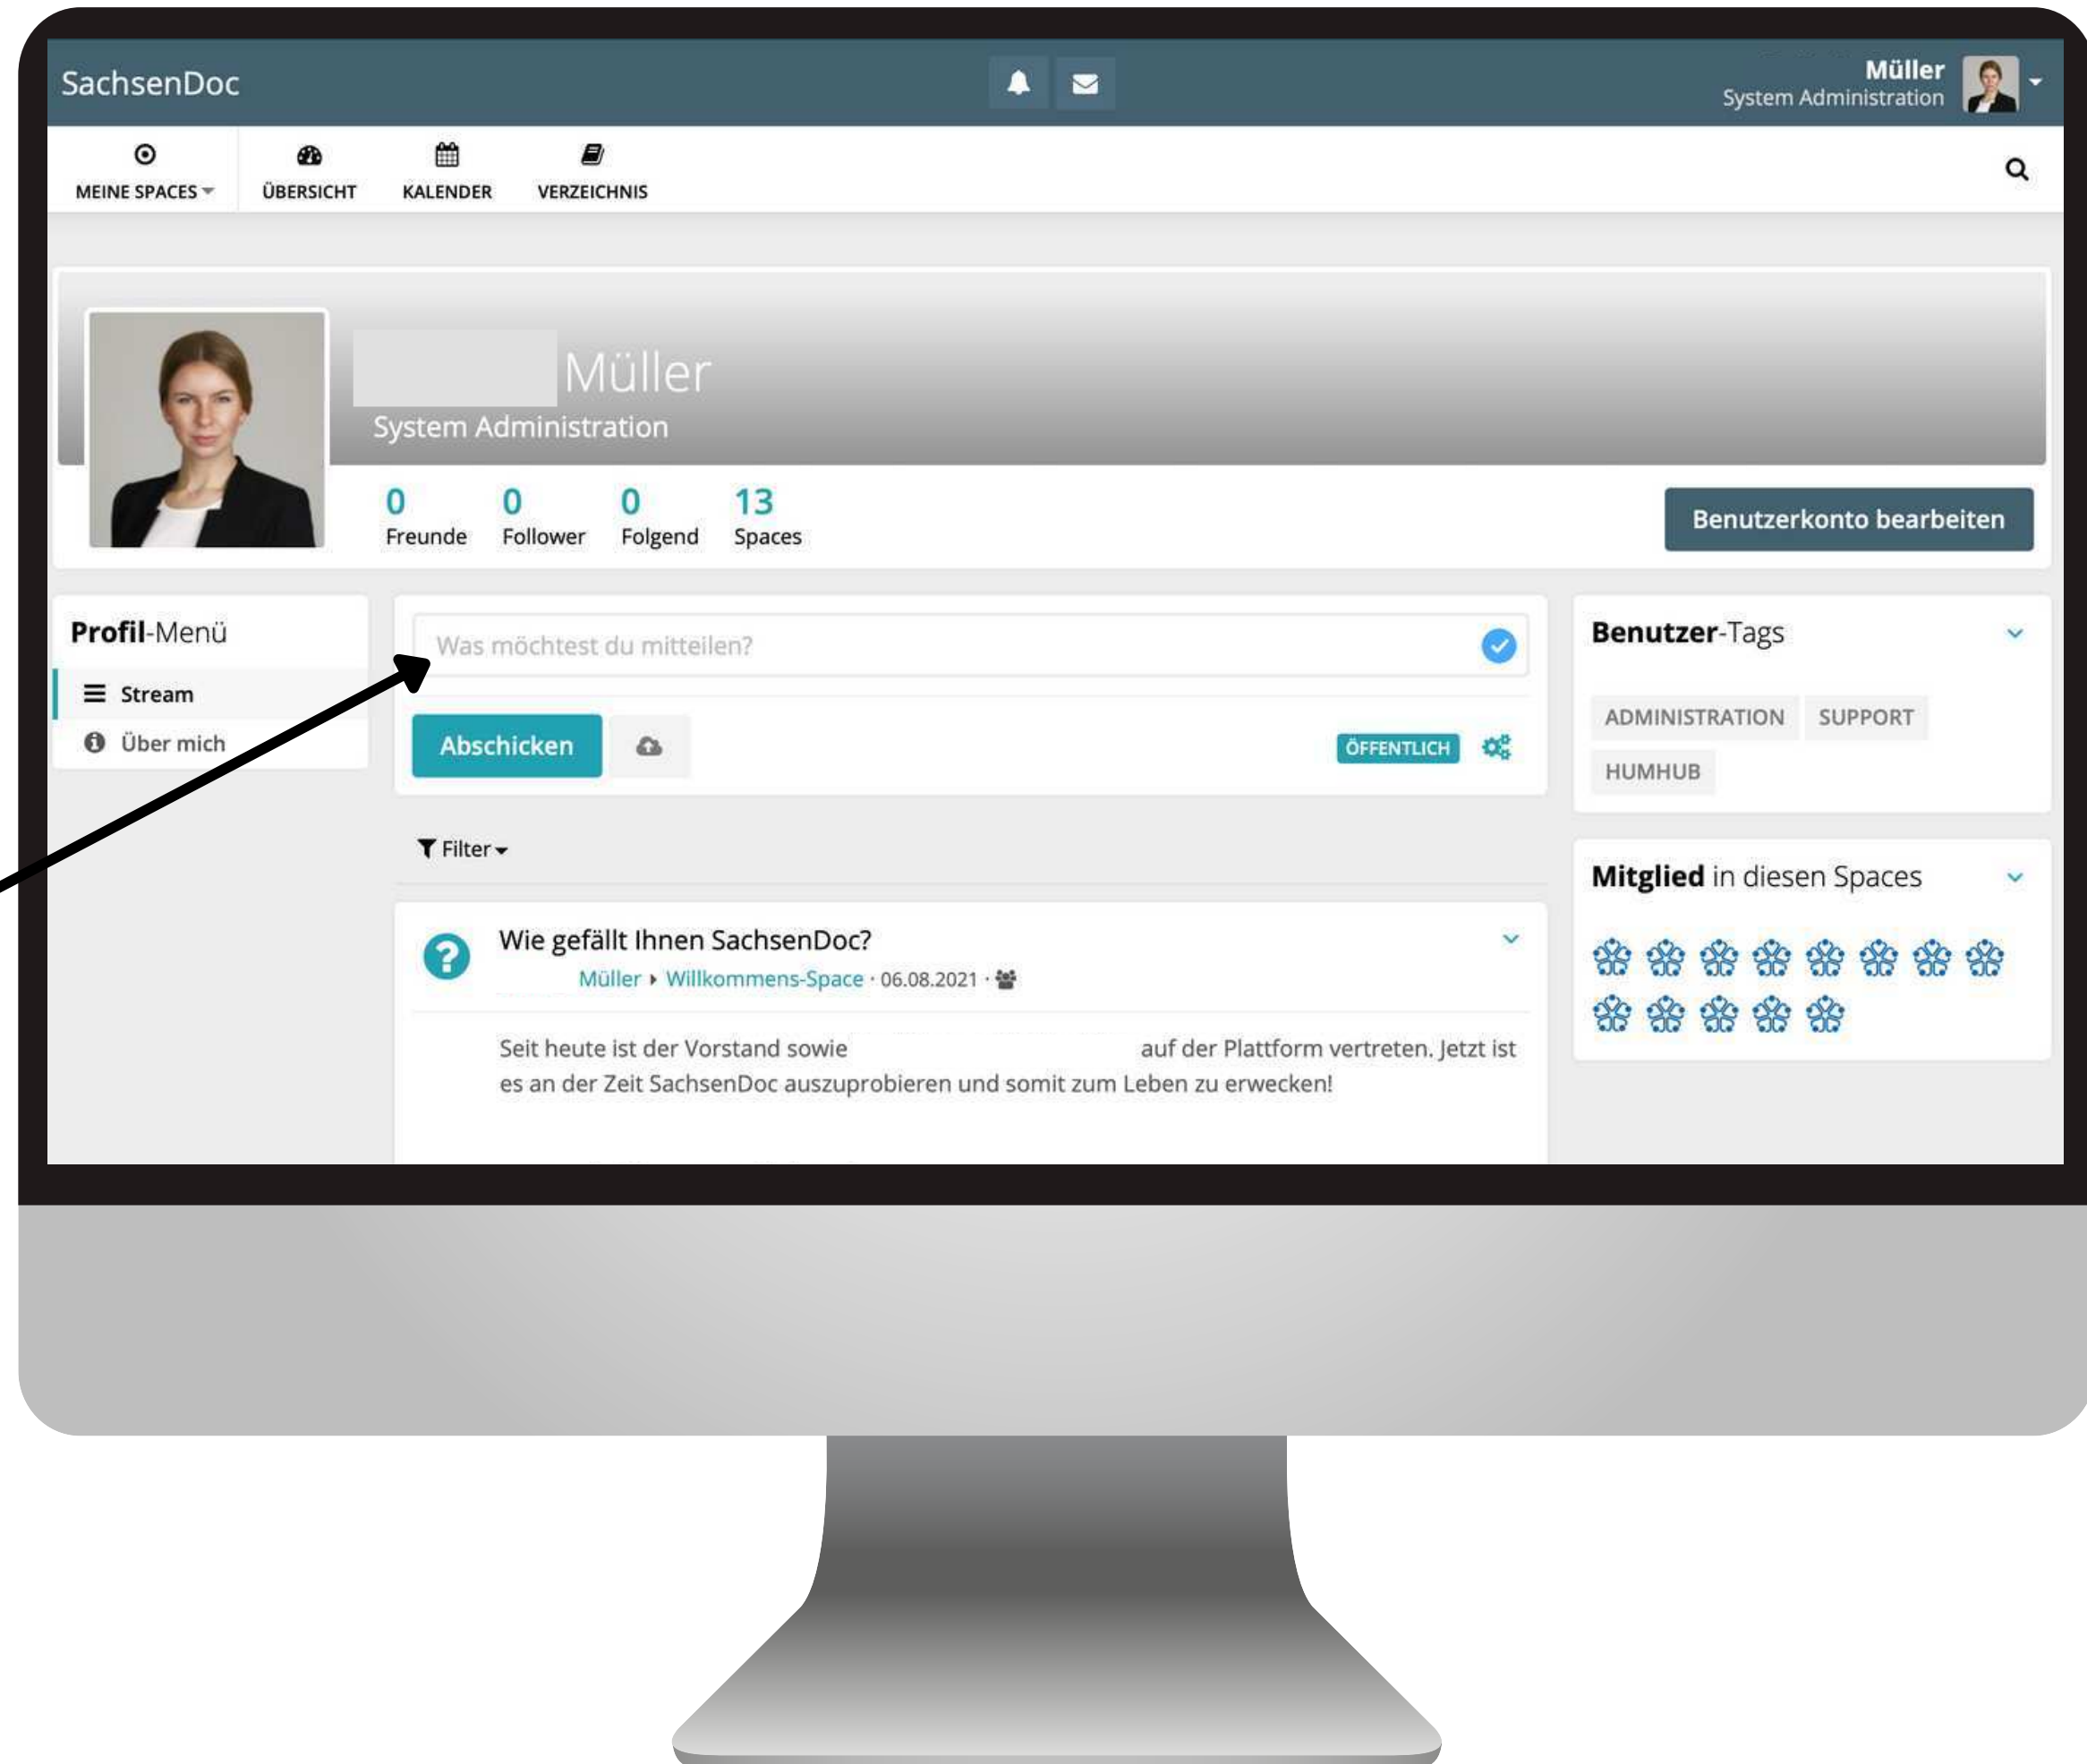 SachsenDoc
Müller
System Administration
MEINE SPACES
ÜBERSICHT
KALENDER
VERZEICHNIS
Müller
System Administration
0
Freunde
0
Follower
0
Folgend
13
Spaces
Benutzerkonto bearbeiten
Profil-Menü
Stream
Über mich
Was möchtest du mitteilen?
Abschicken
ÖFFENTLICH
Filter
Wie gefällt Ihnen SachsenDoc?
Müller Willkommens-Space · 06.08.2021 ·
Seit heute ist der Vorstand sowie auf der Plattform vertreten. Jetzt ist
es an der Zeit SachsenDoc auszuprobieren und somit zum Leben zu erwecken!
Benutzer-Tags
ADMINISTRATION
SUPPORT
HUMHUB
Mitglied in diesen Spaces